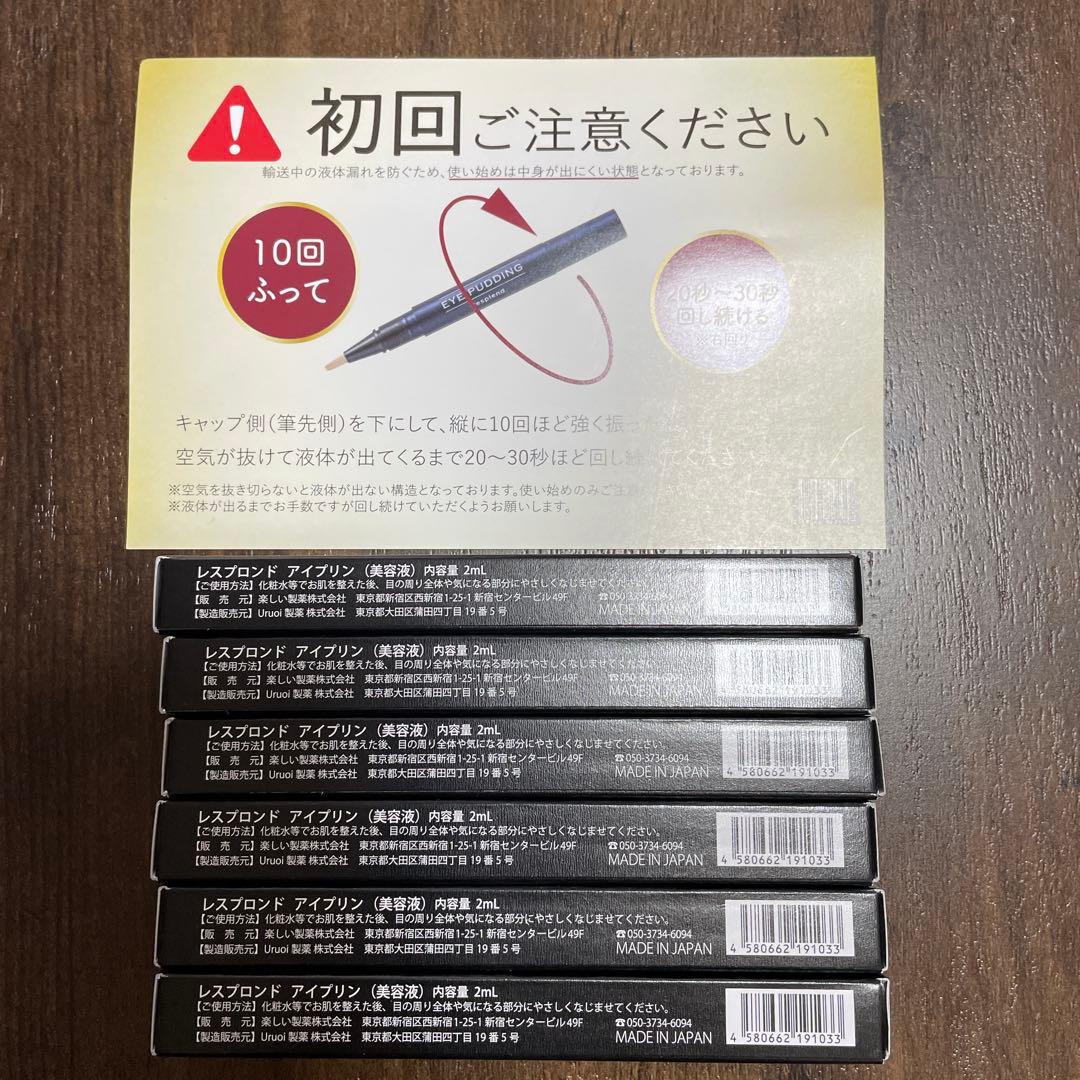 初回ご注意ください
輸送中の液体漏れを防ぐため、使い始めは中身が出にくい状態となっております。
10回
ふって
EYE PUDDING
resplend
20秒〜30秒
回し続ける
※右回り
キャップ側(筆先側)を下にして、縦に10回ほど強く振っ
空気が抜けて液体が出てくるまで20〜30秒ほど回し続
※空気を抜き切らないと液体が出ない構造となっております。使い始めのみご注意
※液体が出るまでお手数ですが回し続けていただくようお願いします。
レスプロンド アイプリン(美容液)内容量 2mL
【ご使用方法】化粧水等でお肌を整えた後、目の周り全体や気になる部分にやさしくなじませてください。
【販 売 元】楽しい製薬株式会社 東京都新宿区西新宿1-25-1 新宿センタービル49F ☎050-3734-6094
【製造販売元】Uruoi 製薬 株式会社 東京都大田区蒲田四丁目 19 番 5 号 MADE IN JAPAN
レスプロンド アイプリン(美容液)内容量 2mL
【ご使用方法】化粧水等でお肌を整えた後、目の周り全体や気になる部分にやさしくなじませてください。
【販 売 元】楽しい製薬株式会社 東京都新宿区西新宿1-25-1 新宿センタービル49F ☎050-3734-6094
【製造販売元】Uruoi 製薬 株式会社 東京都大田区蒲田四丁目 19 番 5 号 MADE IN JAPAN
4 580662 191033
レスプロンド アイプリン(美容液)内容量 2mL
【ご使用方法】化粧水等でお肌を整えた後、目の周り全体や気になる部分にやさしくなじませてください。
【販 売 元】楽しい製薬株式会社 東京都新宿区西新宿1-25-1 新宿センタービル49F ☎050-3734-6094
【製造販売元】Uruoi 製薬 株式会社 東京都大田区蒲田四丁目 19 番 5 号 MADE IN JAPAN
4 580662 191033
レスプロンド アイプリン(美容液)内容量 2mL
【ご使用方法】化粧水等でお肌を整えた後、目の周り全体や気になる部分にやさしくなじませてください。
【販 売 元】楽しい製薬株式会社 東京都新宿区西新宿1-25-1 新宿センタービル49F ☎050-3734-6094
【製造販売元】Uruoi 製薬 株式会社 東京都大田区蒲田四丁目 19 番 5 号 MADE IN JAPAN
4 580662 191033
レスプロンド アイプリン(美容液)内容量 2mL
【ご使用方法】化粧水等でお肌を整えた後、目の周り全体や気になる部分にやさしくなじませてください。
【販 売 元】楽しい製薬株式会社 東京都新宿区西新宿1-25-1 新宿センタービル49F ☎050-3734-6094
【製造販売元】Uruoi 製薬 株式会社 東京都大田区蒲田四丁目 19 番 5 号 MADE IN JAPAN
4 580662 191033
レスプロンド アイプリン(美容液)内容量 2mL
【ご使用方法】化粧水等でお肌を整えた後、目の周り全体や気になる部分にやさしくなじませてください。
【販 売 元】楽しい製薬株式会社 東京都新宿区西新宿1-25-1 新宿センタービル49F ☎050-3734-6094
【製造販売元】Uruoi 製薬 株式会社 東京都大田区蒲田四丁目 19 番 5 号 MADE IN JAPAN
4 580662 191033